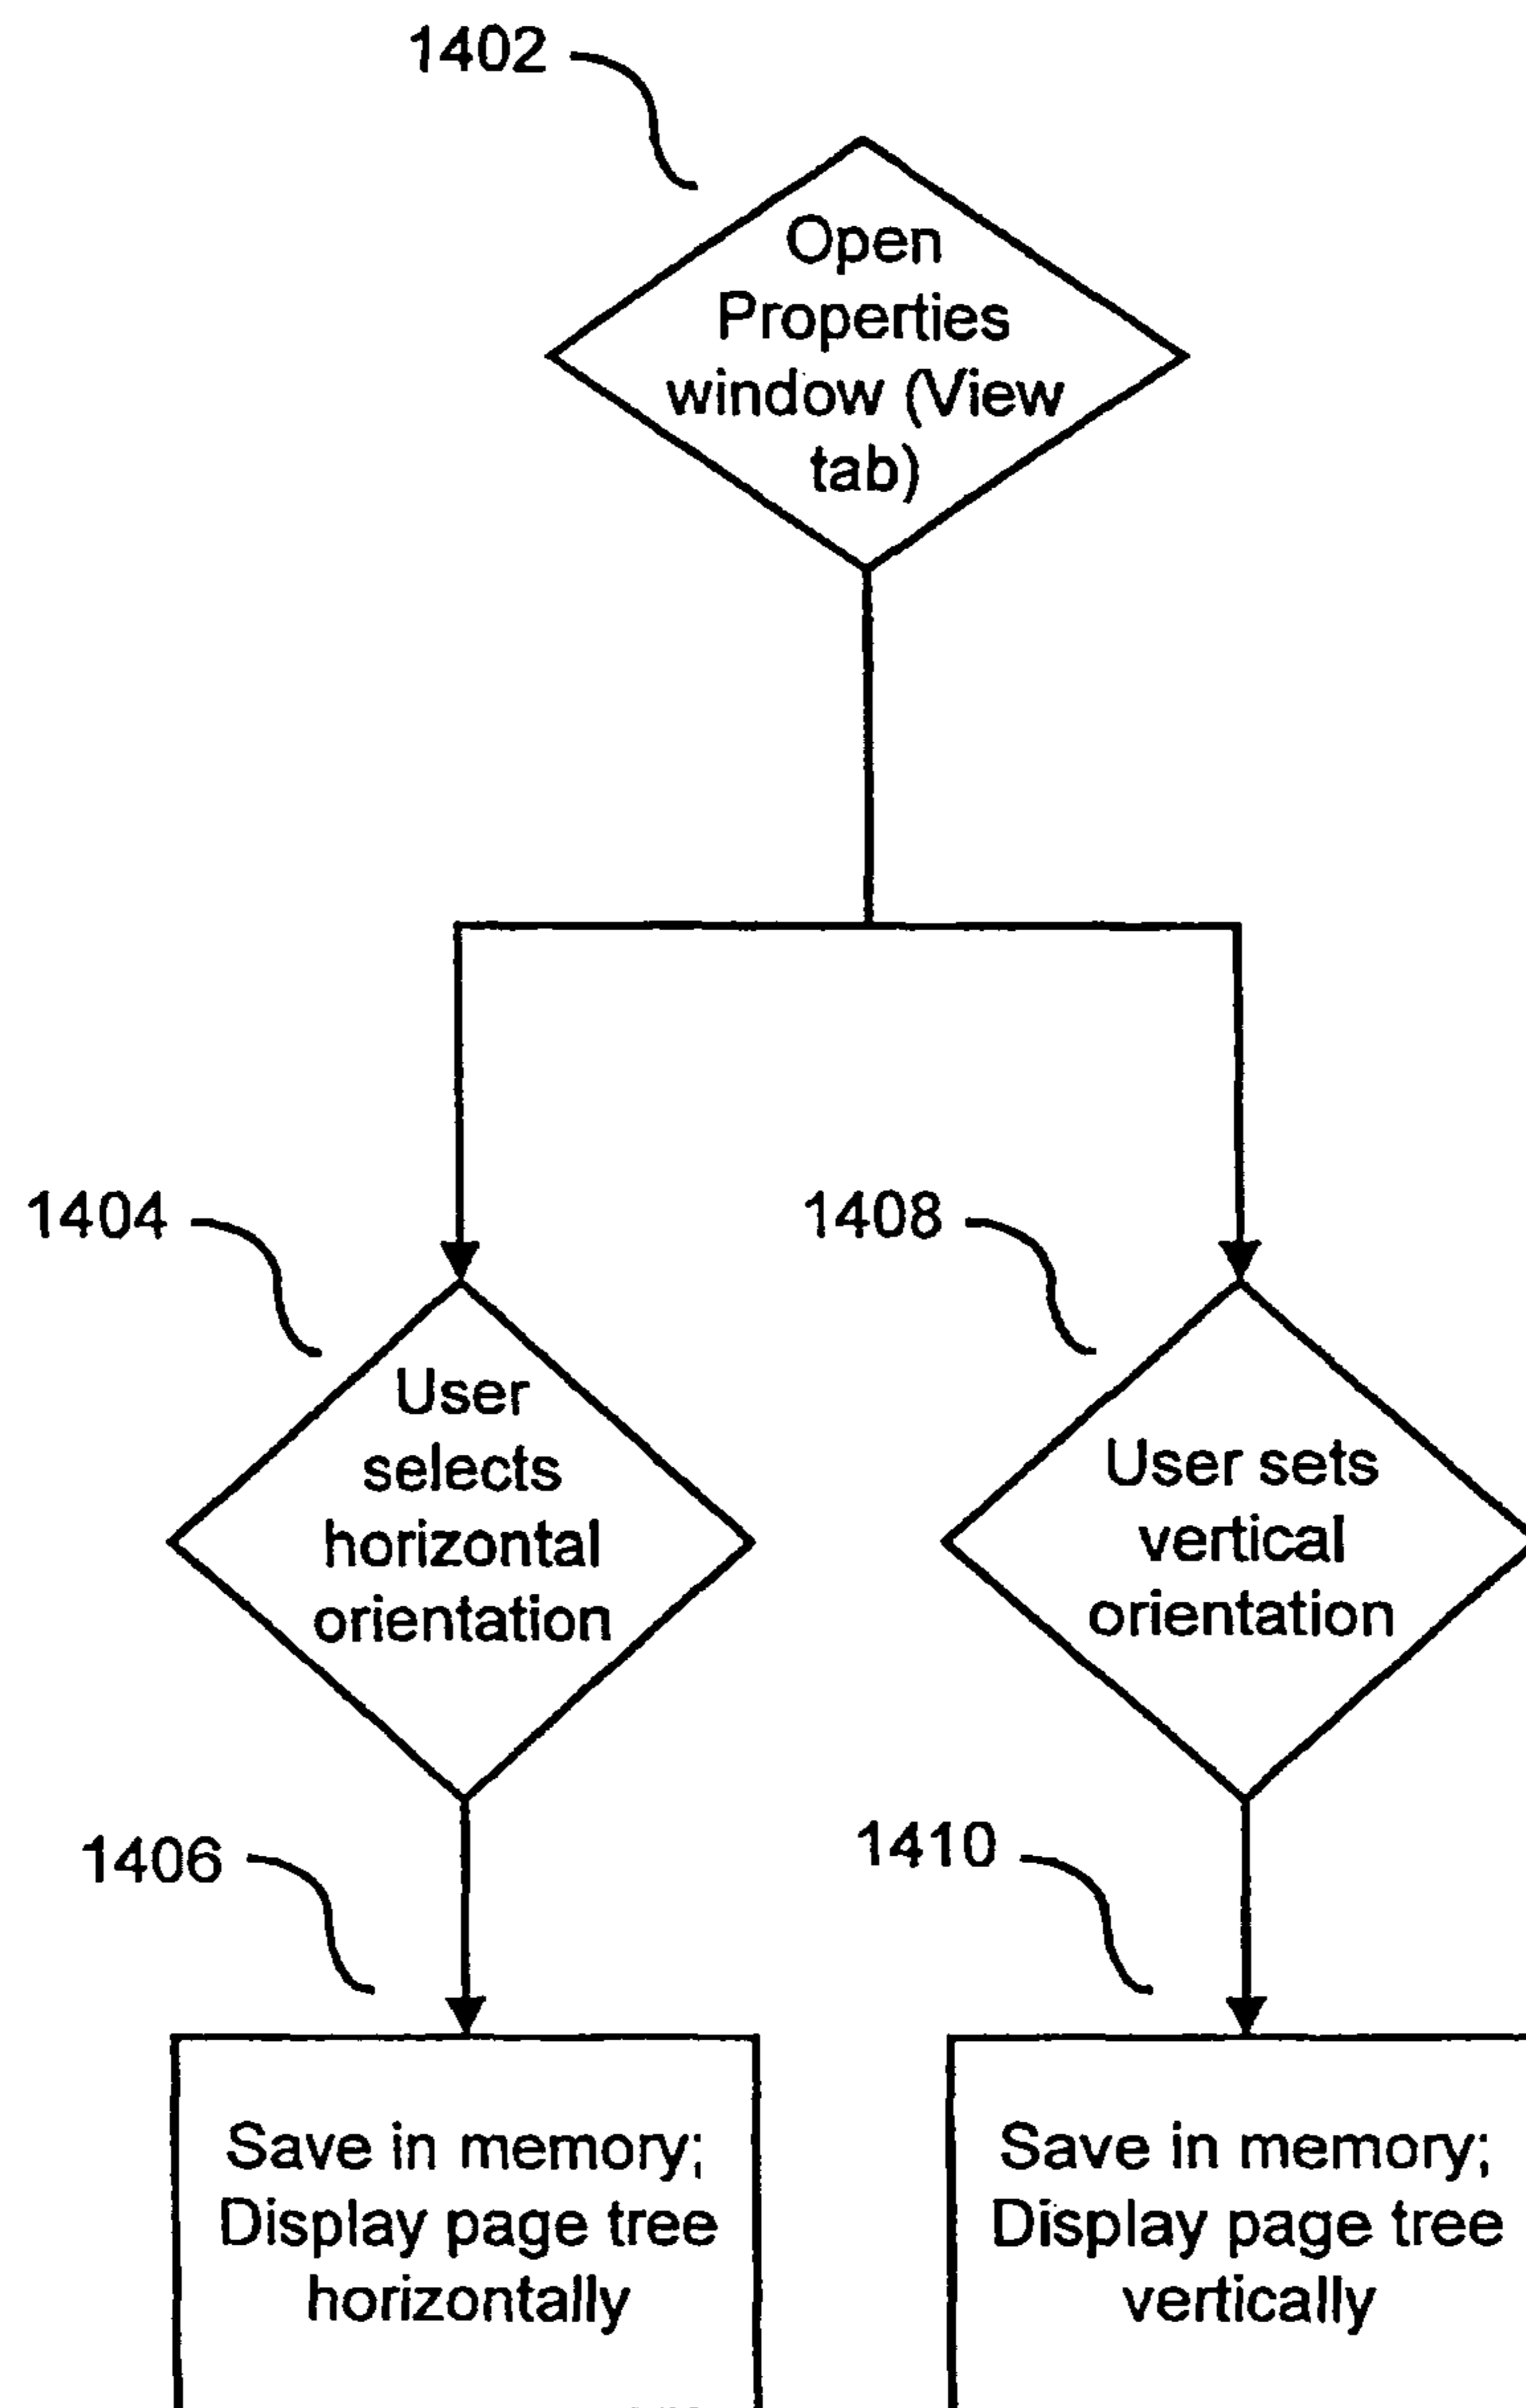 1402
Open
Properties
window (View
tab)
1404
User
selects
horizontal
orientation
1408
User sets
vertical
orientation
1406
Save in memory;
Display page tree
horizontally
1410
Save in memory;
Display page tree
vertically